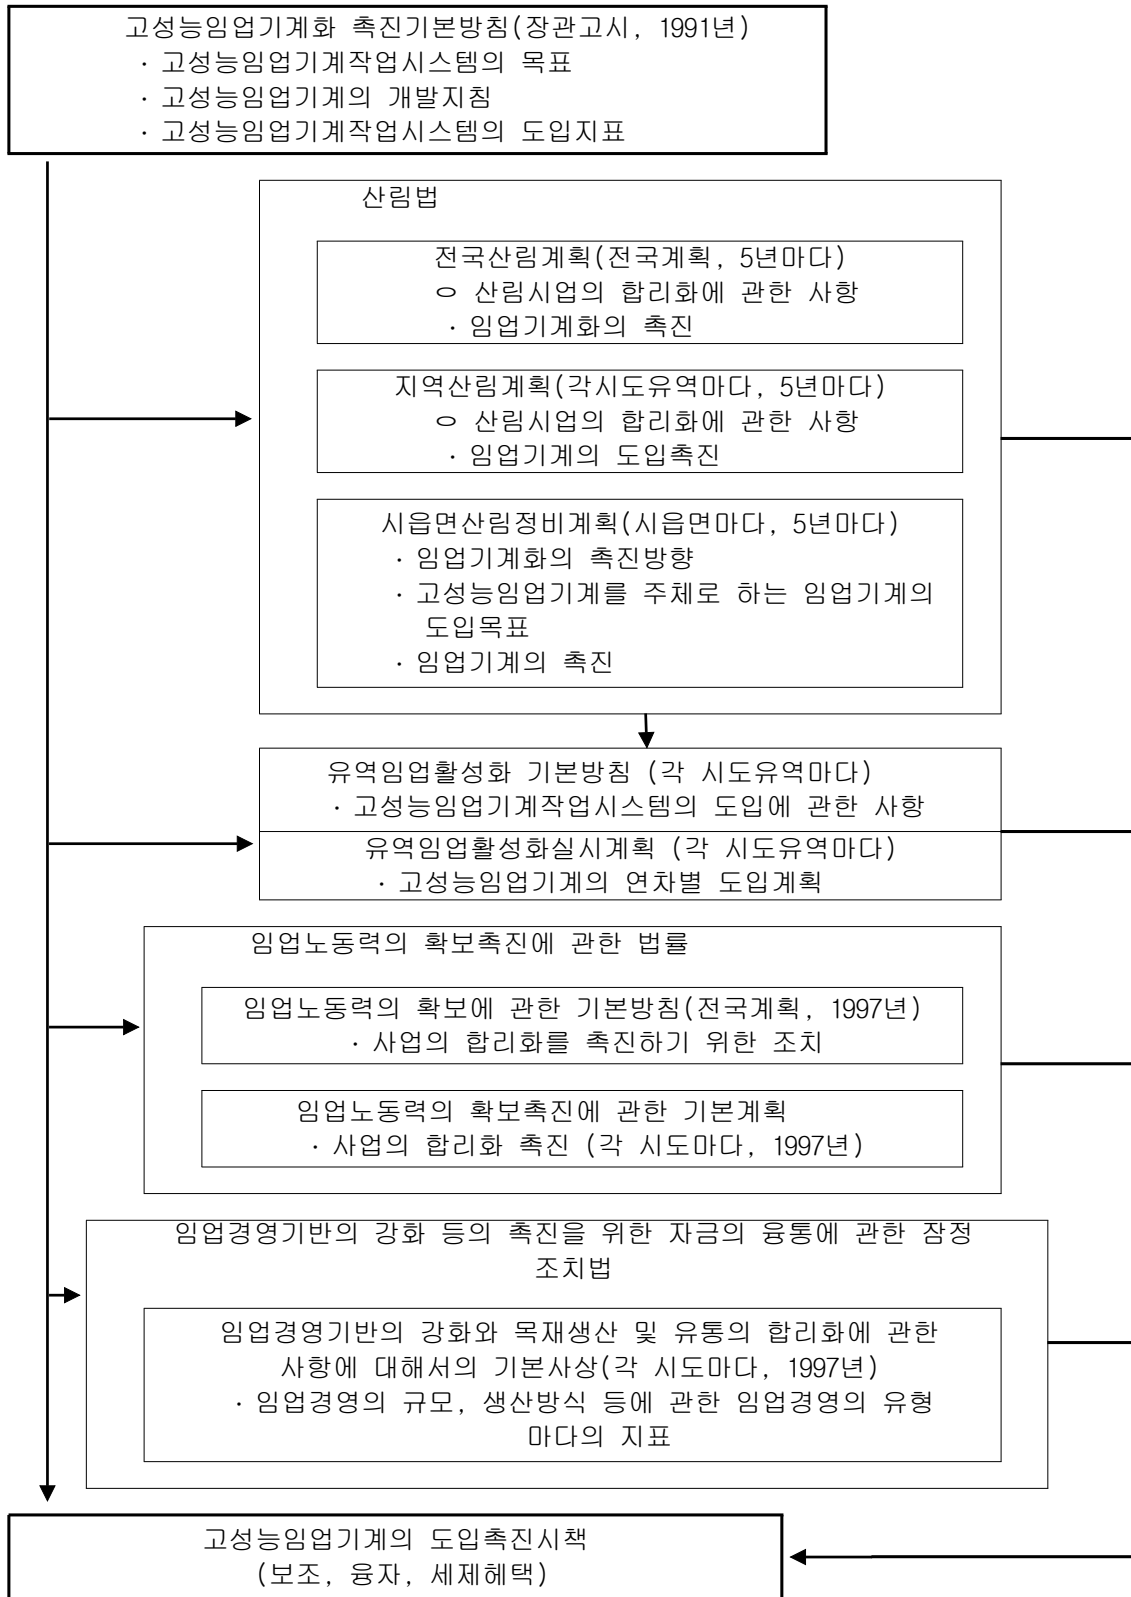 고성능임업기계화 촉진기본방침(장관고시, 1991년)
· 고성능임업기계작업시스템의 목표
· 고성능임업기계의 개발지침
· 고성능임업기계작업시스템의 도입지표
산림법
전국산림계획(전국계획, 5년마다)
ㅇ 산림시업의 합리화에 관한 사항
· 임업기계화의 촉진
지역산림계획(각시도유역마다, 5년마다)
ㅇ 산림시업의 합리화에 관한 사항
· 임업기계의 도입촉진
시읍면산림정비계획(시읍면마다, 5년마다)
· 임업기계화의 촉진방향
· 고성능임업기계를 주체로 하는 임업기계의
도입목표
· 임업기계의 촉진
유역임업활성화 기본방침 (각 시도유역마다)
· 고성능임업기계작업시스템의 도입에 관한 사항
유역임업활성화실시계획 (각 시도유역마다)
· 고성능임업기계의 연차별 도입계획
임업노동력의 확보촉진에 관한 법률
임업노동력의 확보에 관한 기본방침(전국계획, 1997년)
· 사업의 합리화를 촉진하기 위한 조치
임업노동력의 확보촉진에 관한 기본계획
· 사업의 합리화 촉진 (각 시도마다, 1997년)
임업경영기반의 강화 등의 촉진을 위한 자금의 융통에 관한 잠정
조치법
임업경영기반의 강화와 목재생산 및 유통의 합리화에 관한
사항에 대해서의 기본사상(각 시도마다, 1997년)
· 임업경영의 규모, 생산방식 등에 관한 임업경영의 유형
마다의 지표
고성능임업기계의 도입촉진시책
(보조, 융자, 세제헤택)